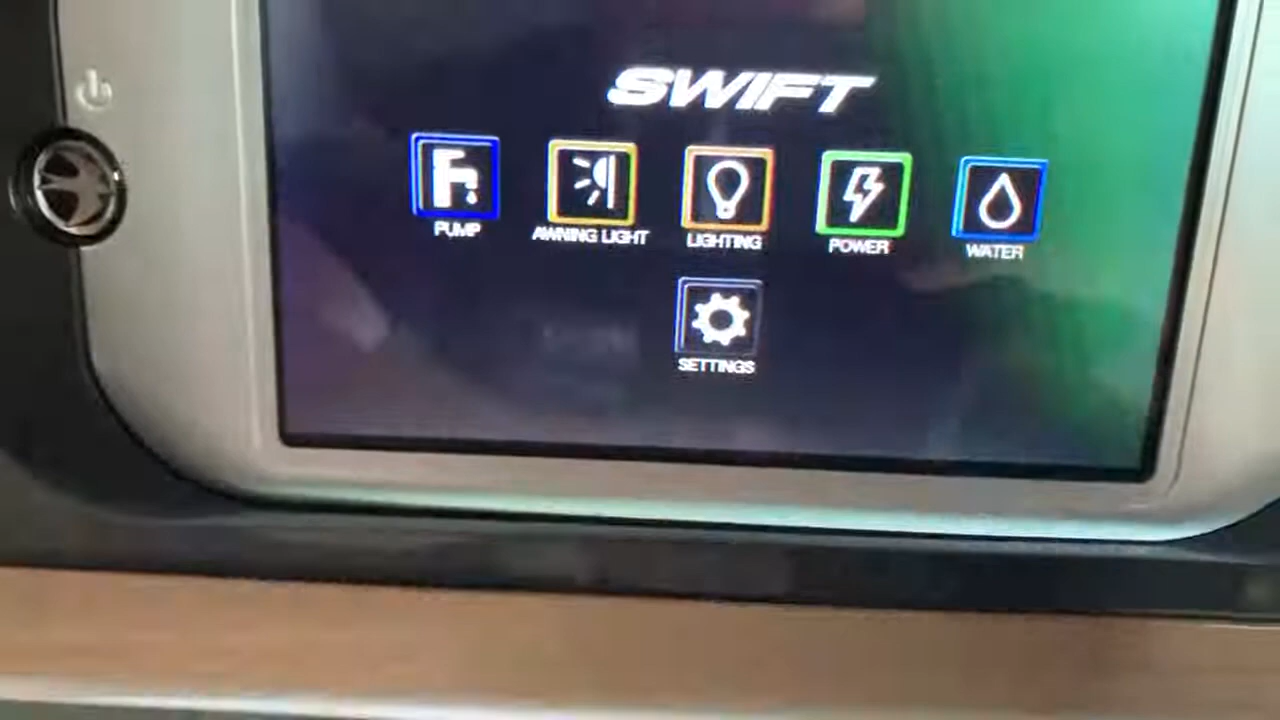 SWIFT
PUMP
AWNING LIGHT
LIGHTING
POWER
WATER
SETTINGS